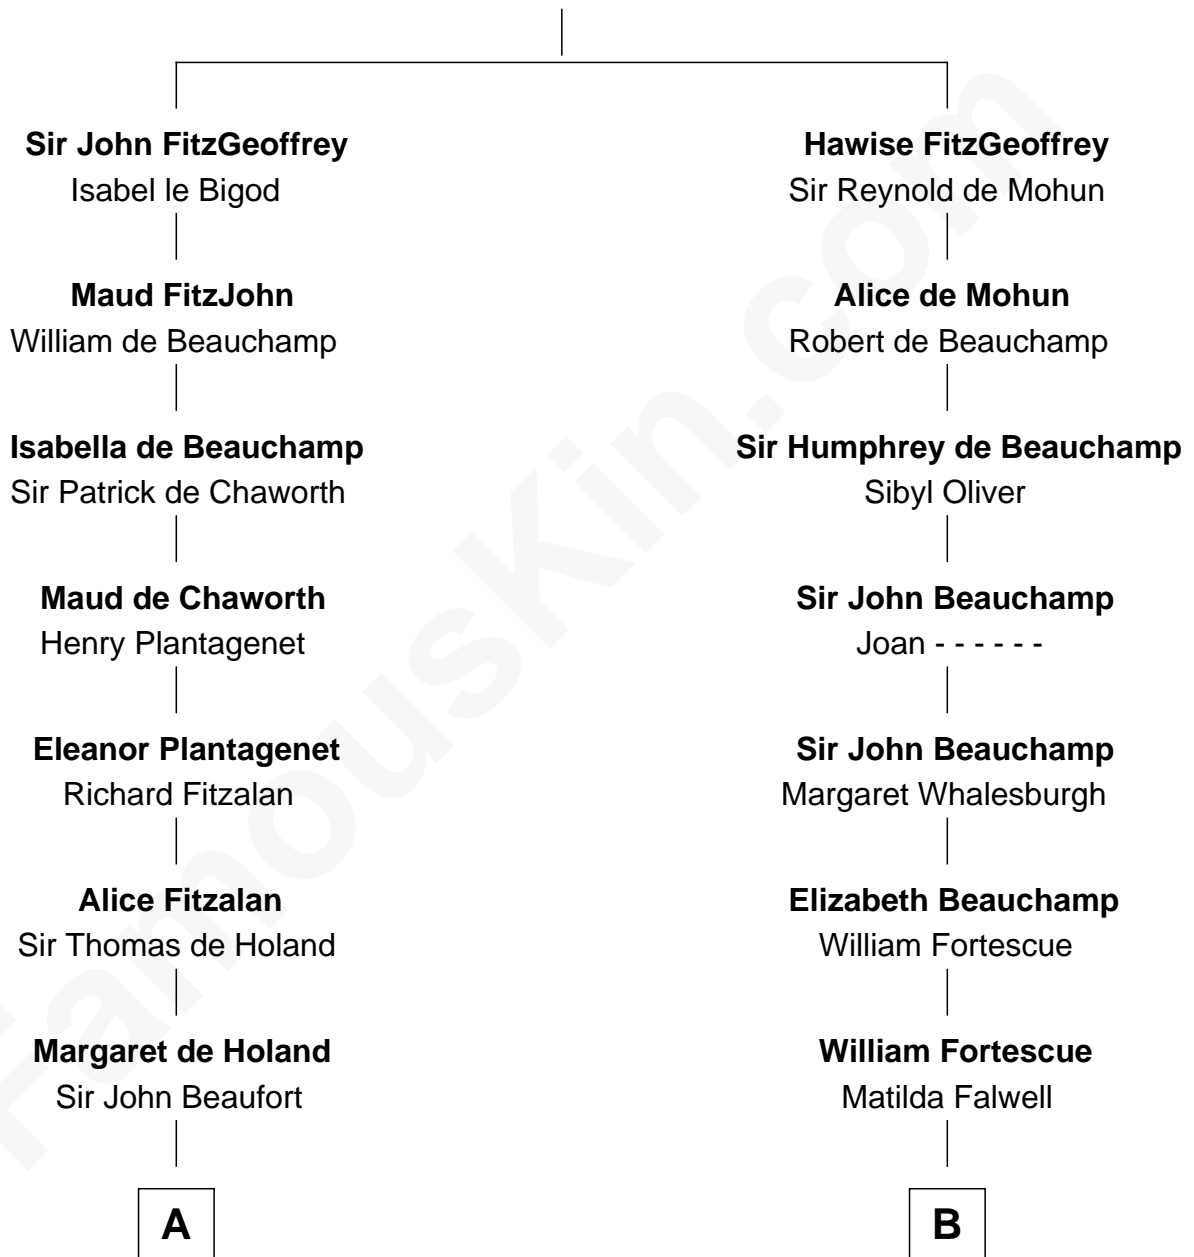 Sir John FitzGeoffrey
Isabel le Bigod
Maud FitzJohn
William de Beauchamp
Isabella de Beauchamp
Sir Patrick de Chaworth
Maud de Chaworth
Henry Plantagenet
Eleanor Plantagenet
Richard Fitzalan
Alice Fitzalan
Sir Thomas de Holand
Margaret de Holand
Sir John Beaufort
A
Hawise FitzGeoffrey
Sir Reynold de Mohun
Alice de Mohun
Robert de Beauchamp
Sir Humphrey de Beauchamp
Sibyl Oliver
Sir John Beauchamp
Joan - - - - - -
Sir John Beauchamp
Margaret Whalesburgh
Elizabeth Beauchamp
William Fortescue
William Fortescue
Matilda Falwell
B
FamousKin.com